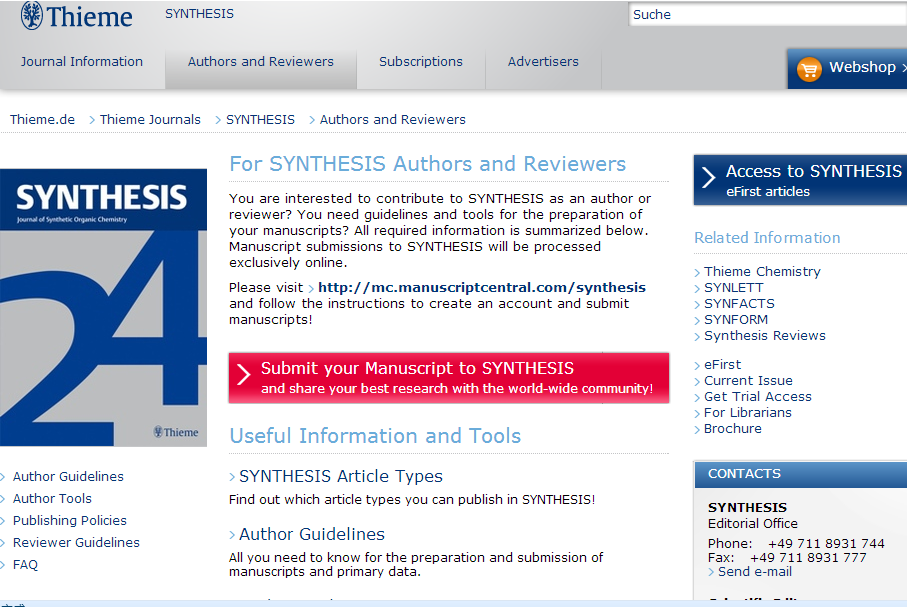 Thieme
SYNTHESIS
Suche
Journal Information
Authors and Reviewers
Subscriptions
Advertisers
Webshop
Thieme.de
Thieme Journals
SYNTHESIS
Authors and Reviewers
SYNTHESIS
Journal of Synthetic Organic Chemistry
24
Thieme
Author Guidelines
Author Tools
Publishing Policies
Reviewer Guidelines
FAQ
For SYNTHESIS Authors and Reviewers
You are interested to contribute to SYNTHESIS as an author or
reviewer? You need guidelines and tools for the preparation of
your manuscripts? All required information is summarized below.
Manuscript submissions to SYNTHESIS will be processed
exclusively online.
Please visit http://mc.manuscriptcentral.com/synthesis
and follow the instructions to create an account and submit
manuscripts!
Submit your Manuscript to SYNTHESIS
and share your best research with the world-wide community!
Useful Information and Tools
SYNTHESIS Article Types
Find out which article types you can publish in SYNTHESIS!
Author Guidelines
All you need to know for the preparation and submission of
manuscripts and primary data.
Access to SYNTHESIS
eFirst articles
Related Information
Thieme Chemistry
SYNLETT
SYNFACTS
SYNFORM
Synthesis Reviews
eFirst
Current Issue
Get Trial Access
For Librarians
Brochure
CONTACTS
SYNTHESIS
Editorial Office
Phone: +49 711 8931 744
Fax: +49 711 8931 777
Send e-mail